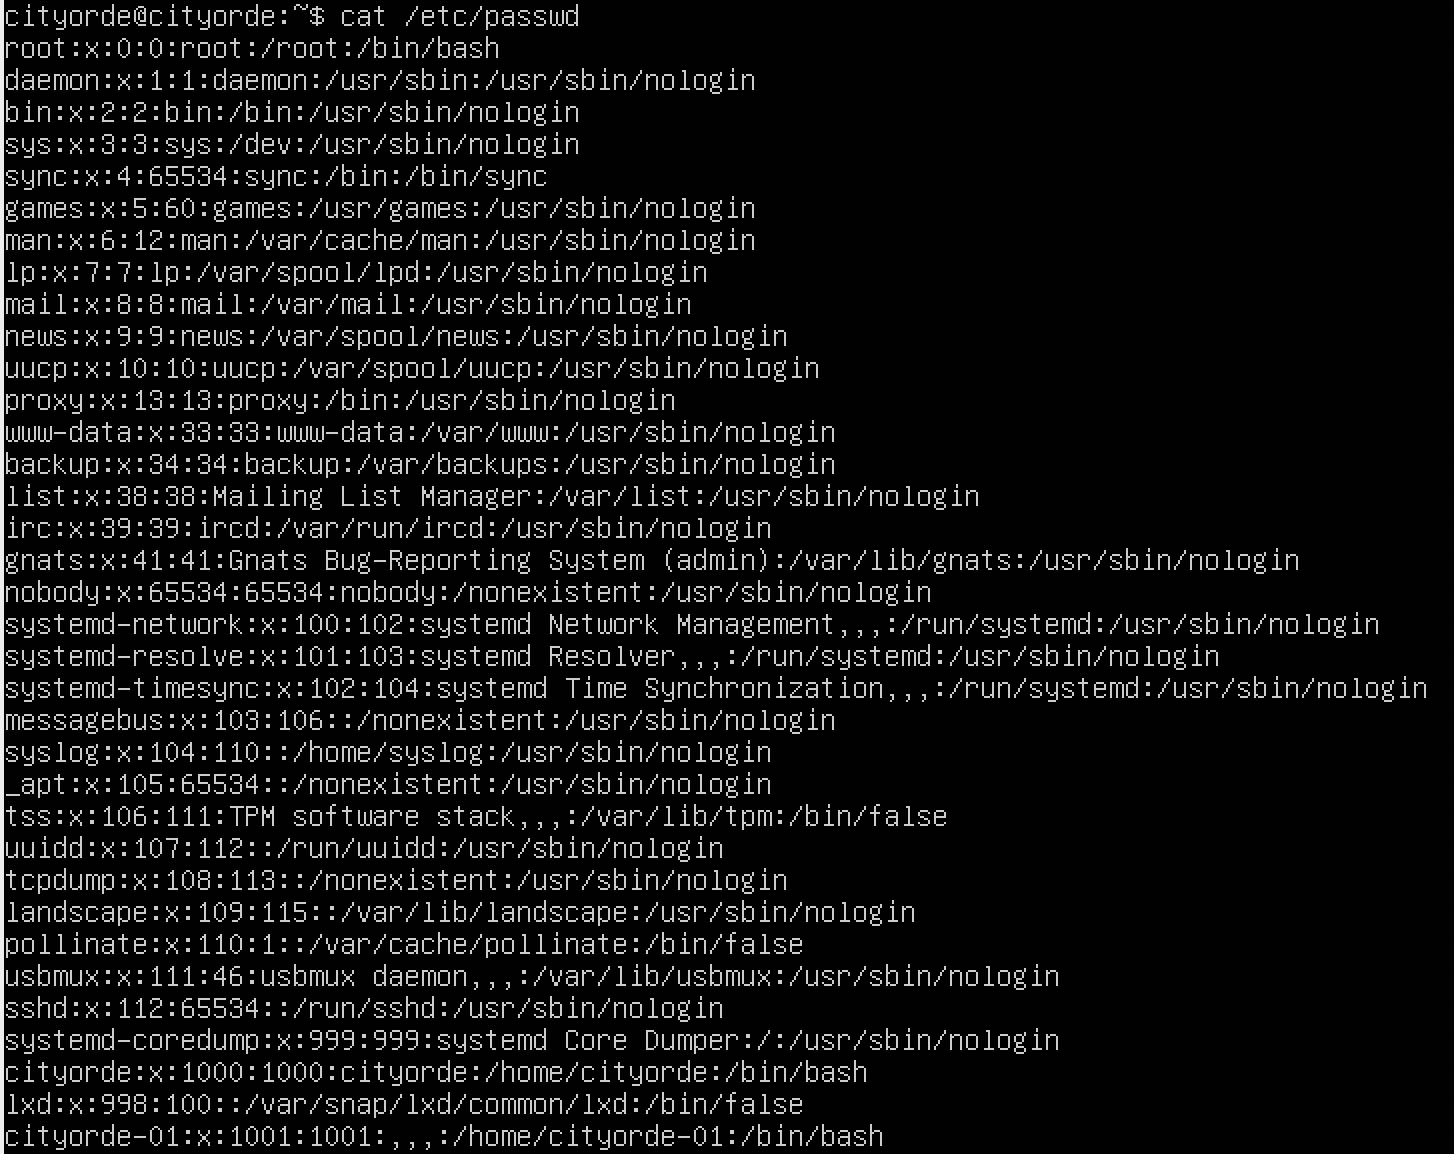 cityorde@cityorde:~$ cat /etc/passwd
root:x:0:0:root:/root:/bin/bash
daemon:x:1:1:daemon:/usr/sbin:/usr/sbin/nologin
bin:x:2:2:bin:/bin:/usr/sbin/nologin
sys:x:3:3:sys:/dev:/usr/sbin/nologin
sync:x:4:65534:sync:/bin:/bin/sync
games:x:5:60:games:/usr/games:/usr/sbin/nologin
man:x:6:12:man:/var/cache/man:/usr/sbin/nologin
lp:x:7:7:lp:/var/spool/lpd:/usr/sbin/nologin
mail:x:8:8:mail:/var/mail:/usr/sbin/nologin
news:x:9:9:news:/var/spool/news:/usr/sbin/nologin
uucp:x:10:10:uucp:/var/spool/uucp:/usr/sbin/nologin
proxy:x:13:13:proxy:/bin:/usr/sbin/nologin
www-data:x:33:33:www-data:/var/www:/usr/sbin/nologin
backup:x:34:34:backup:/var/backups:/usr/sbin/nologin
list:x:38:38:Mailing List Manager:/var/list:/usr/sbin/nologin
irc:x:39:39:ircd:/var/run/ircd:/usr/sbin/nologin
gnats:x:41:41:Gnats Bug-Reporting System (admin):/var/lib/gnats:/usr/sbin/nologin
nobody:x:65534:65534:nobody:/nonexistent:/usr/sbin/nologin
systemd-network:x:100:102:systemd Network Management,,,:/run/systemd:/usr/sbin/nologin
systemd-resolve:x:101:103:systemd Resolver,,,:/run/systemd:/usr/sbin/nologin
systemd-timesync:x:102:104:systemd Time Synchronization,,,:/run/systemd:/usr/sbin/nologin
messagebus:x:103:106::/nonexistent:/usr/sbin/nologin
syslog:x:104:110::/home/syslog:/usr/sbin/nologin
_apt:x:105:65534::/nonexistent:/usr/sbin/nologin
tss:x:106:111:TPM software stack,,,:/var/lib/tpm:/bin/false
uuidd:x:107:112::/run/uuidd:/usr/sbin/nologin
tcpdump:x:108:113::/nonexistent:/usr/sbin/nologin
landscape:x:109:115::/var/lib/landscape:/usr/sbin/nologin
pollinate:x:110:1::/var/cache/pollinate:/bin/false
usbmux:x:111:46:usbmux daemon,,,:/var/lib/usbmux:/usr/sbin/nologin
sshd:x:112:65534::/run/sshd:/usr/sbin/nologin
systemd-coredump:x:999:999:systemd Core Dumper:/:/usr/sbin/nologin
cityorde:x:1000:1000:cityorde:/home/cityorde:/bin/bash
lxd:x:998:100::/var/snap/lxd/common/lxd:/bin/false
cityorde-01:x:1001:1001:,,,:/home/cityorde-01:/bin/bash